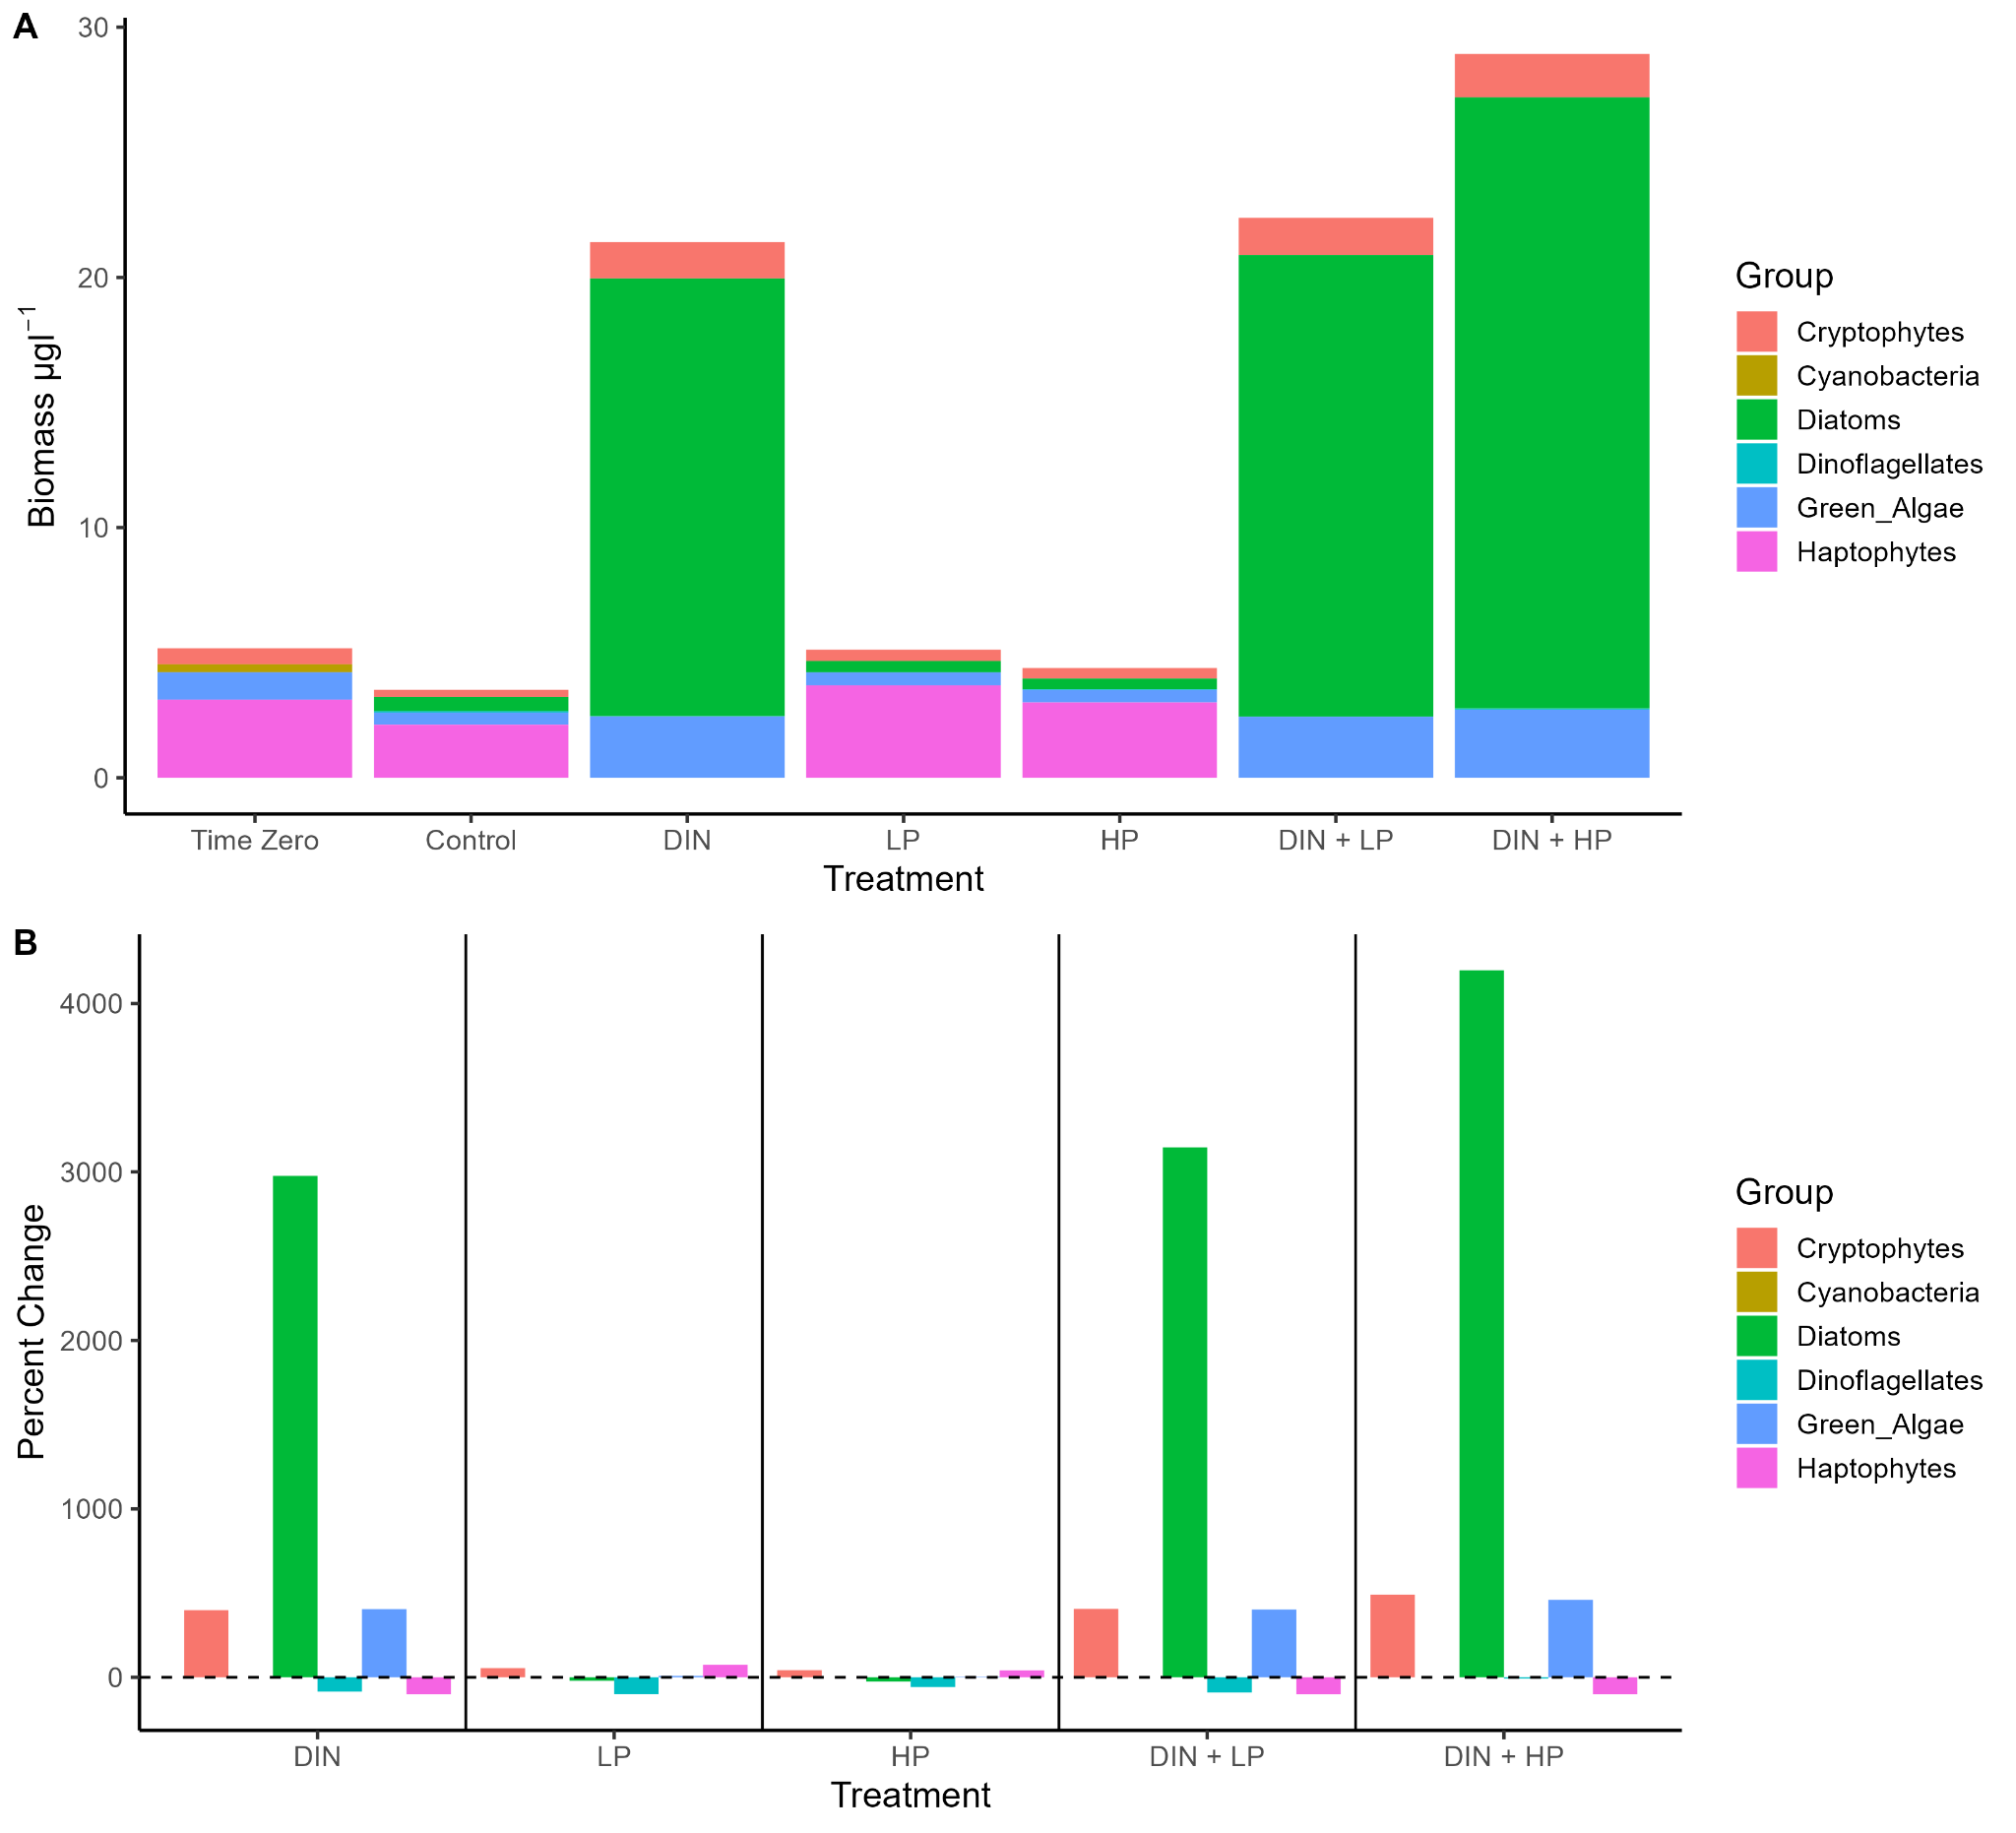 A
30
20
10
0
Biomass µgl⁻¹
Time Zero
Control
DIN
LP
HP
DIN + LP
DIN + HP
Treatment
Group
Cryptophytes
Cyanobacteria
Diatoms
Dinoflagellates
Green_Algae
Haptophytes
B
4000
3000
2000
1000
0
Percent Change
DIN
LP
HP
DIN + LP
DIN + HP
Treatment
Group
Cryptophytes
Cyanobacteria
Diatoms
Dinoflagellates
Green_Algae
Haptophytes